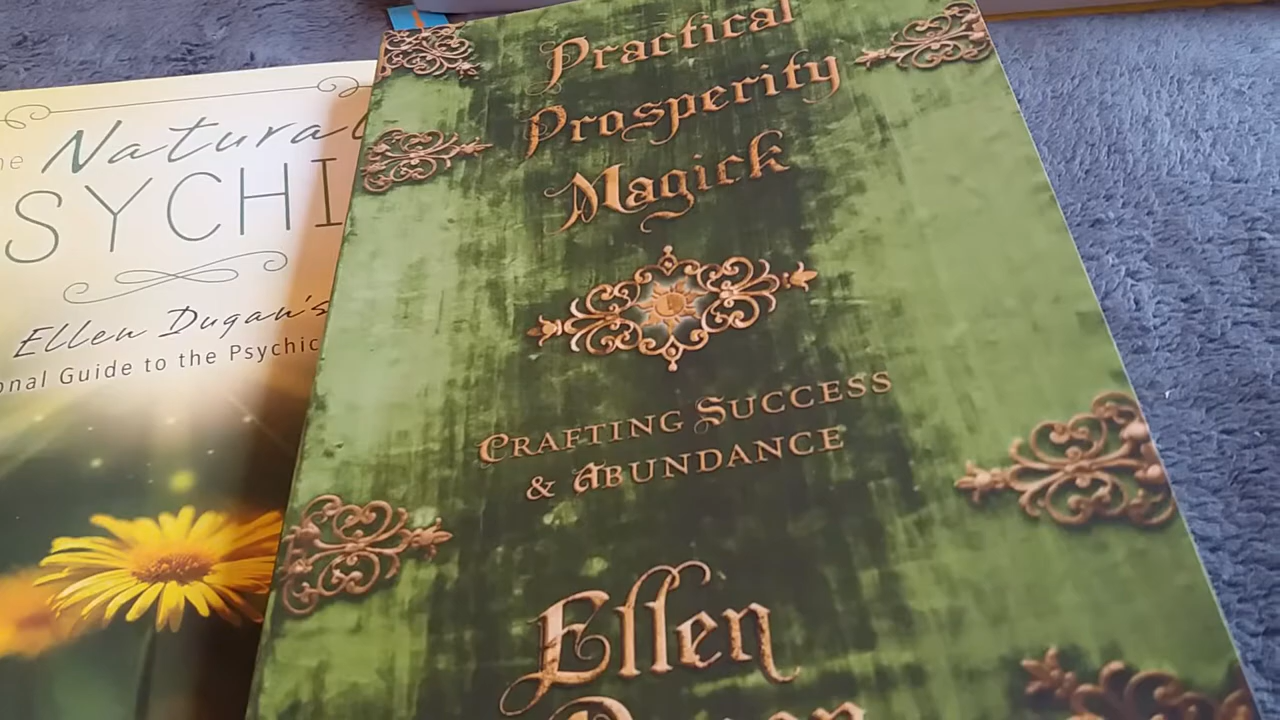 Natural
SYCHI
Ellen Dugan's
onal Guide to the Psychic
Practical
Prosperity
Magick
CRAFTING SUCCESS
& ABUNDANCE
Ellen